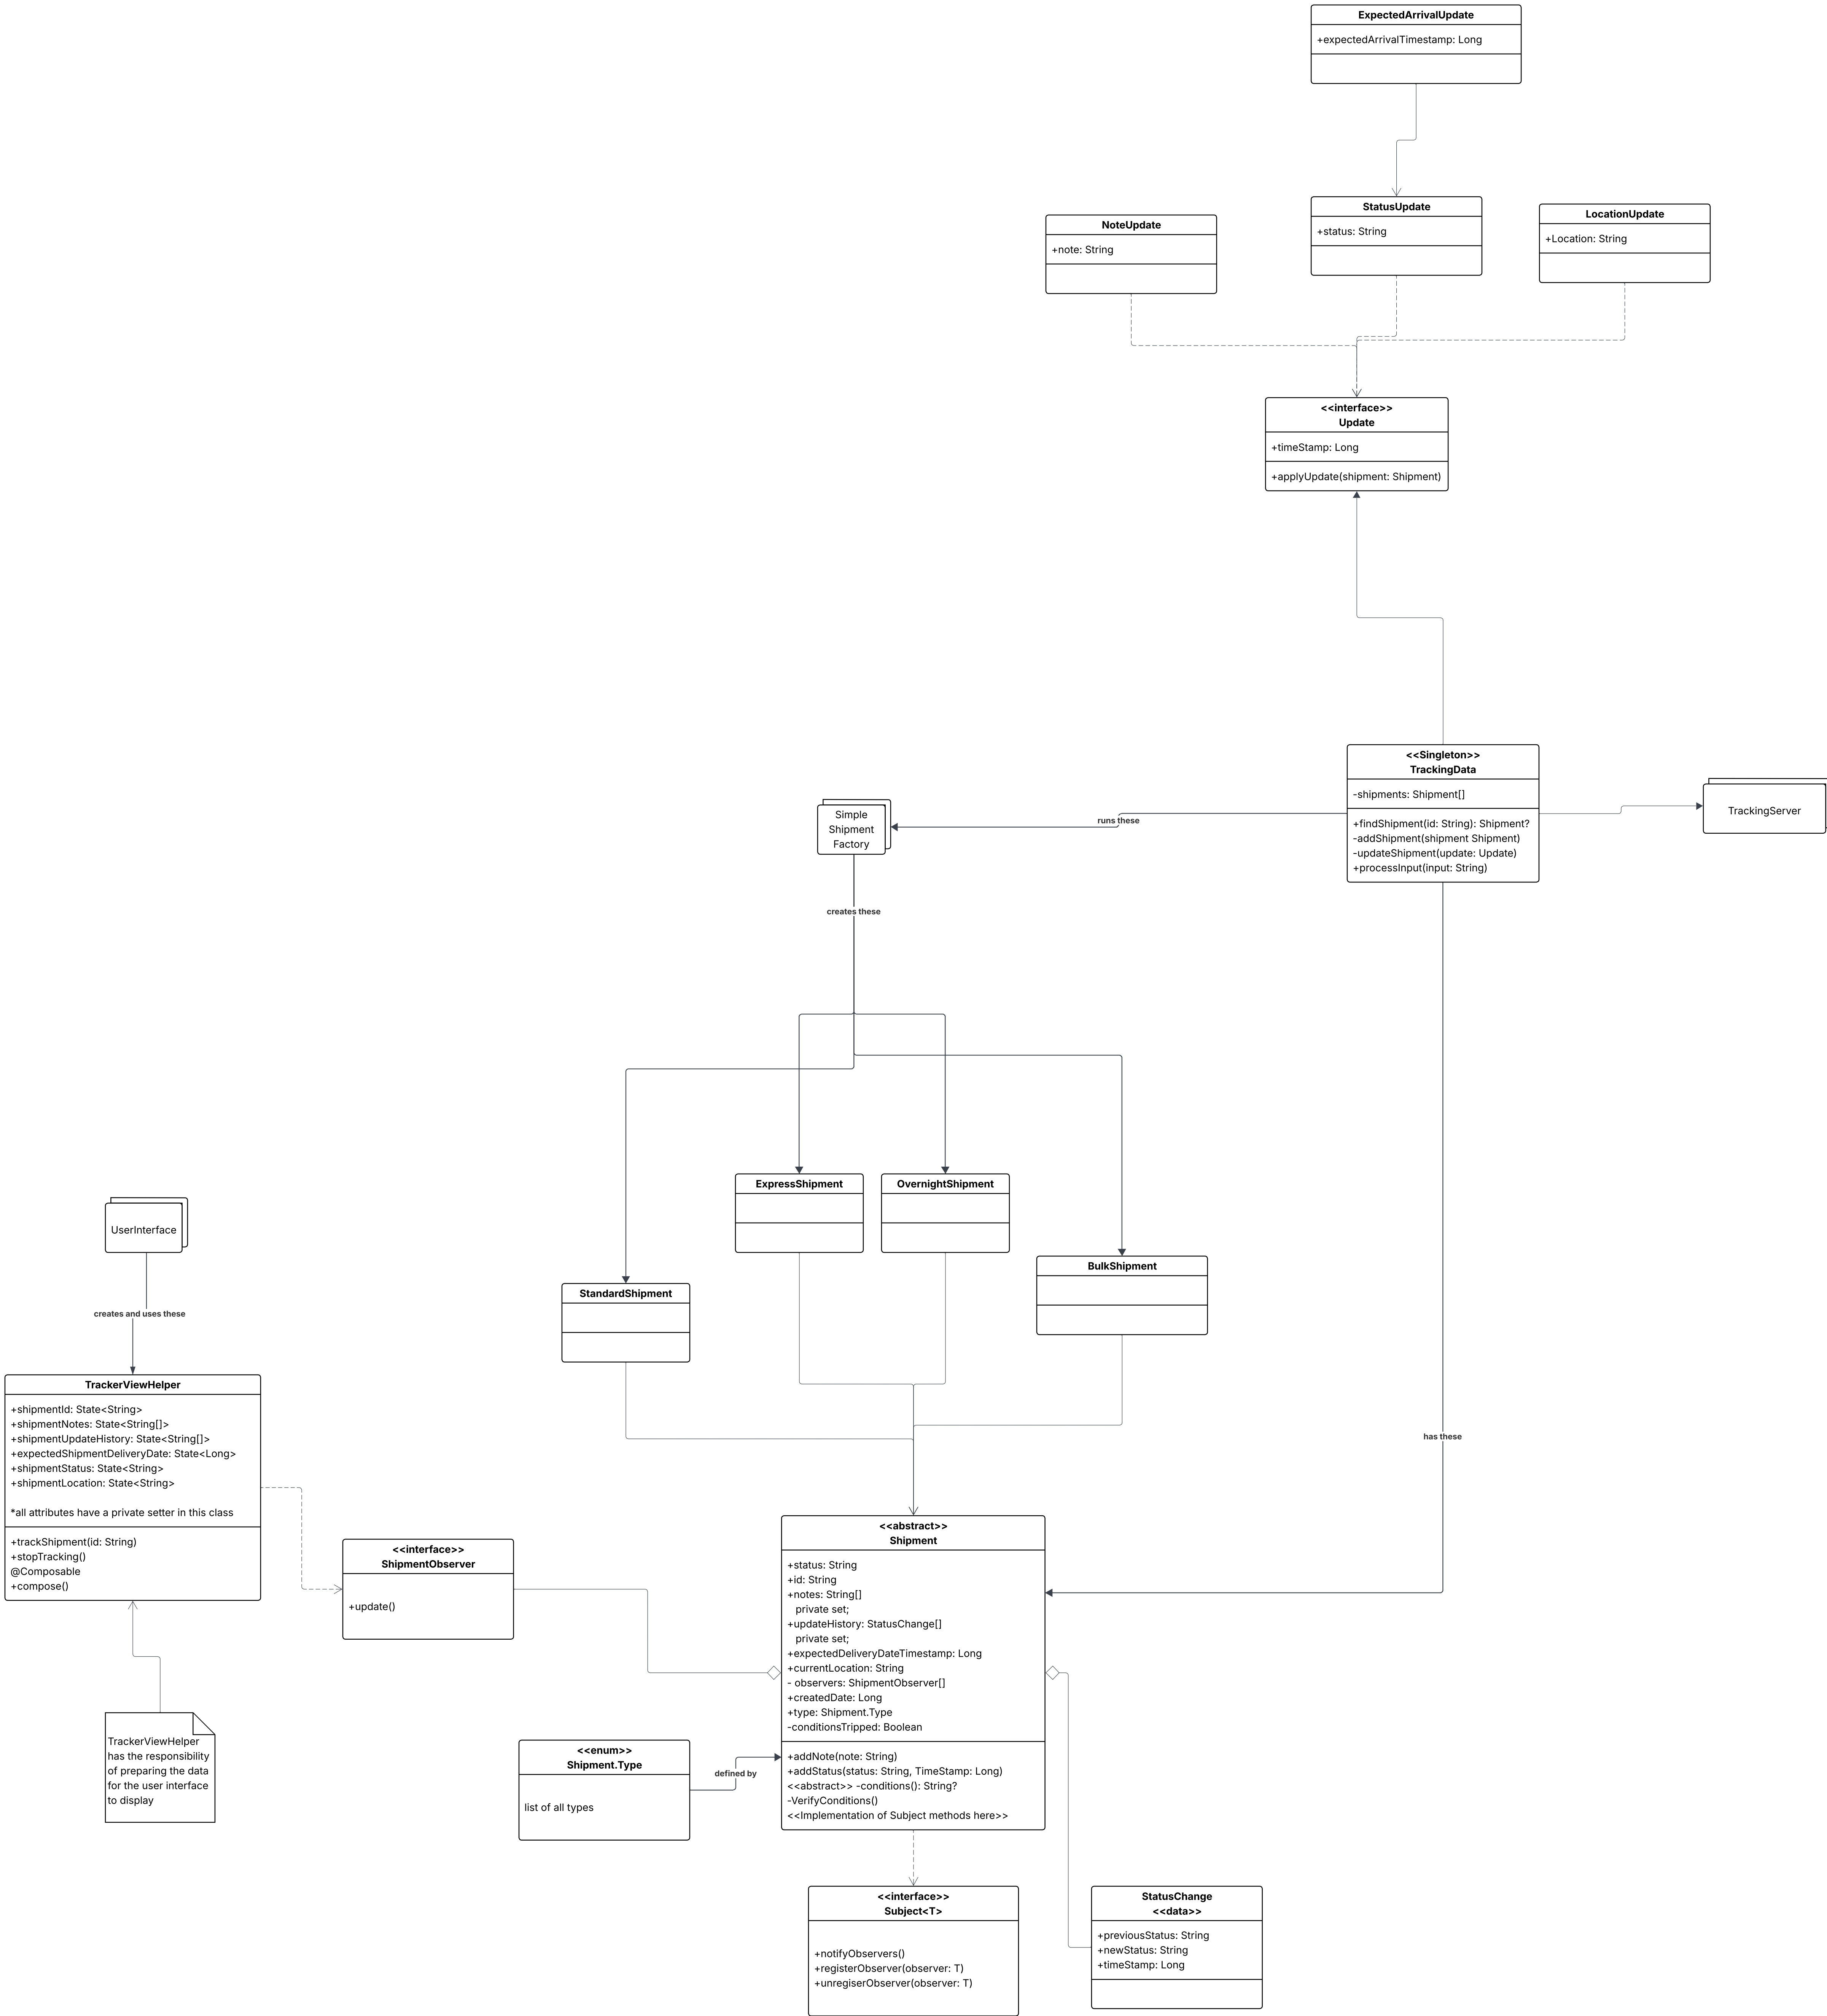 ExpectedArrivalUpdate
+expectedArrivalTimestamp: Long
NoteUpdate
+note: String
StatusUpdate
+status: String
LocationUpdate
+Location: String
<<interface>>
Update
+timeStamp: Long
+applyUpdate(shipment: Shipment)
<<Singleton>>
TrackingData
-shipments: Shipment[]
+findShipment(id: String): Shipment?
-addShipment(shipment Shipment)
-updateShipment(update: Update)
+processInput(input: String)
TrackingServer
runs these
Simple
Shipment
Factory
creates these
ExpressShipment
OvernightShipment
BulkShipment
StandardShipment
UserInterface
creates and uses these
TrackerViewHelper
+shipmentId: State<String>
+shipmentNotes: State<String[]>
+shipmentUpdateHistory: State<String[]>
+expectedShipmentDeliveryDate: State<Long>
+shipmentStatus: State<String>
+shipmentLocation: State<String>
*all attributes have a private setter in this class
+trackShipment(id: String)
+stopTracking()
@Composable
+compose()
has these
<<interface>>
ShipmentObserver
+update()
<<abstract>>
Shipment
+status: String
+id: String
+notes: String[]
private set;
+updateHistory: StatusChange[]
private set;
+expectedDeliveryDateTimestamp: Long
+currentLocation: String
- observers: ShipmentObserver[]
+createdDate: Long
+type: Shipment.Type
-conditionsTripped: Boolean
+addNote(note: String)
+addStatus(status: String, TimeStamp: Long)
<<abstract>> -conditions(): String?
-VerifyConditions()
<<Implementation of Subject methods here>>
TrackerViewHelper
has the responsibility
of preparing the data
for the user interface
to display
<<enum>>
Shipment.Type
list of all types
defined by
<<interface>>
Subject<T>
+notifyObservers()
+registerObserver(observer: T)
+unregiserObserver(observer: T)
StatusChange
<<data>>
+previousStatus: String
+newStatus: String
+timeStamp: Long